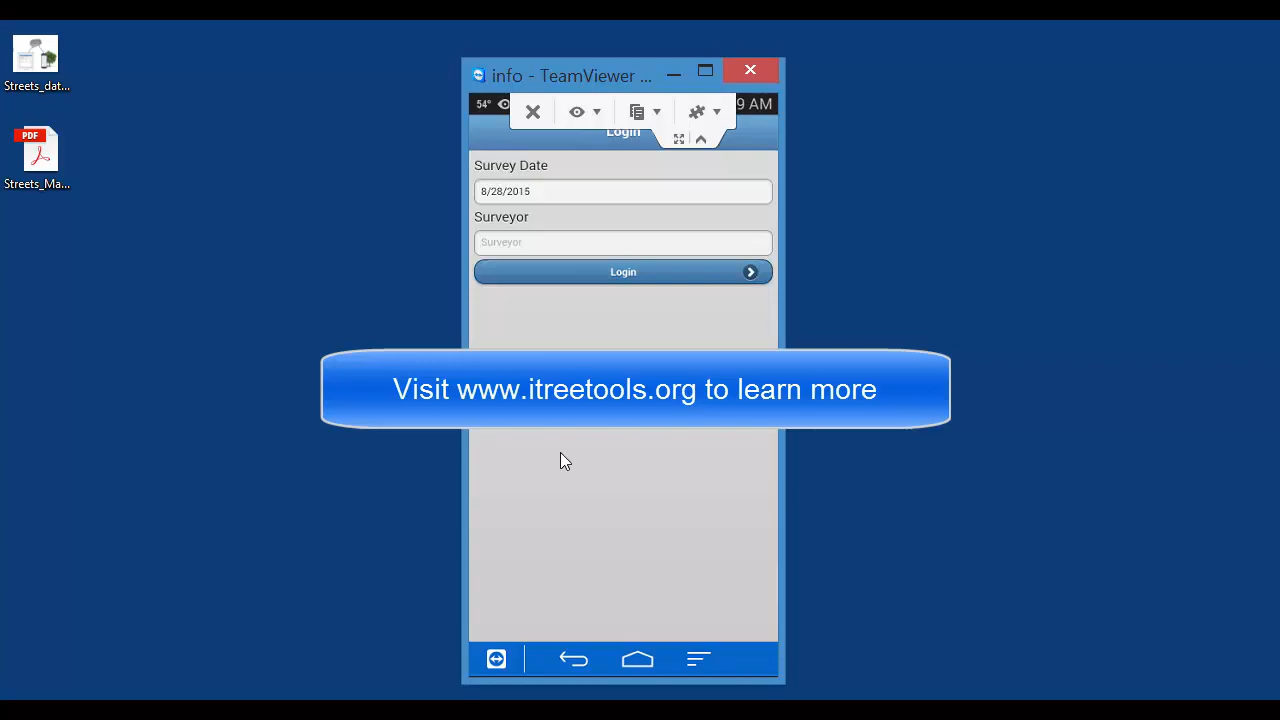 Streets_dat...
PDF
Streets_Ma...
info - TeamViewer ...
54°
9 AM
Login
Survey Date
8/28/2015
Surveyor
Surveyor
Login
Visit www.itreetools.org to learn more